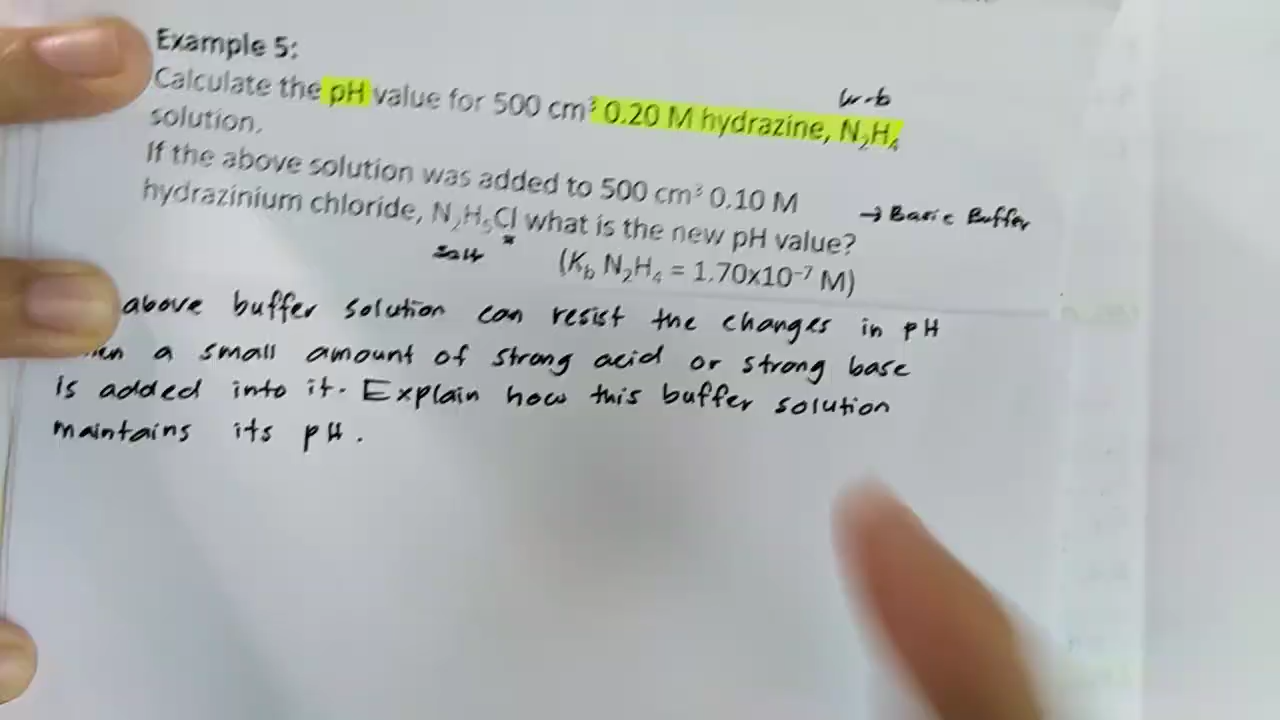 Example 5:
w-b
Calculate the pH value for 500 cm³ 0.20 M hydrazine, N₂H₄
solution.
If the above solution was added to 500 cm³ 0.10 M
hydrazinium chloride, N₂H₅Cl what is the new pH value?
→ Basic Buffer
salt *
(K_b N₂H₄ = 1.70x10⁻⁷ M)
above buffer solution can resist the changes in pH
a small amount of strong acid or strong base
is added into it. Explain how this buffer solution
maintains its pH.